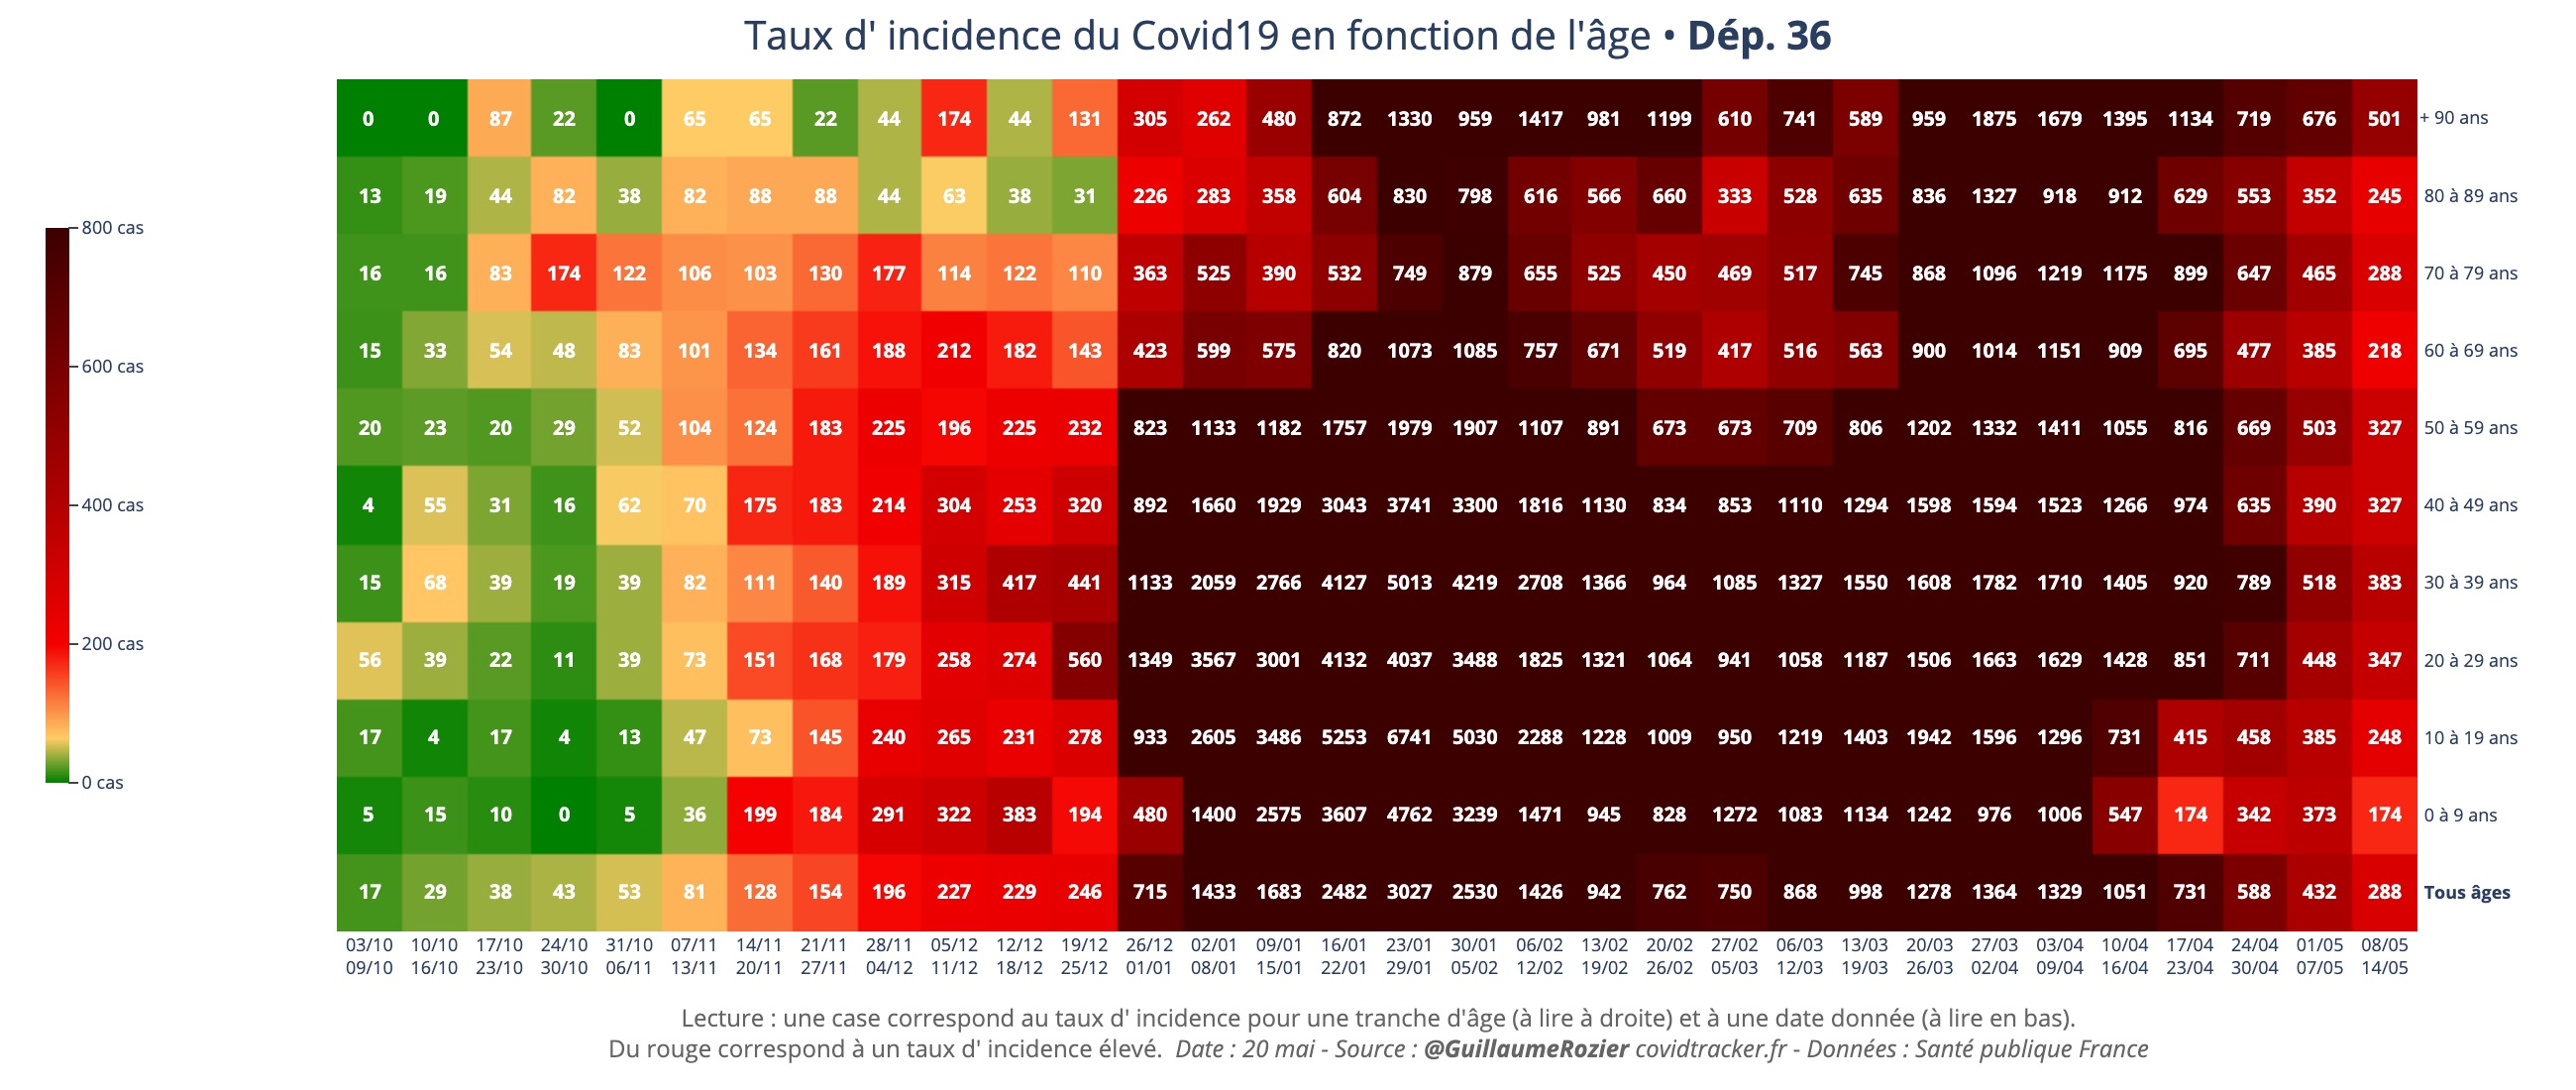 Taux d' incidence du Covid19 en fonction de l'âge • Dép. 36
0 0 87 22 0 65 65 22 44 174 44 131 305 262 480 872 1330 959 1417 981 1199 610 741 589 959 1875 1679 1395 1134 719 676 501 + 90 ans
13 19 44 82 38 82 88 88 44 63 38 31 226 283 358 604 830 798 616 566 660 333 528 635 836 1327 918 912 629 553 352 245 80 à 89 ans
800 cas
16 16 83 174 122 106 103 130 177 114 122 110 363 525 390 532 749 879 655 525 450 469 517 745 868 1096 1219 1175 899 647 465 288 70 à 79 ans
15 33 54 48 83 101 134 161 188 212 182 143 423 599 575 820 1073 1085 757 671 519 417 516 563 900 1014 1151 909 695 477 385 218 60 à 69 ans
600 cas
20 23 20 29 52 104 124 183 225 196 225 232 823 1133 1182 1757 1979 1907 1107 891 673 673 709 806 1202 1332 1411 1055 816 669 503 327 50 à 59 ans
400 cas
4 55 31 16 62 70 175 183 214 304 253 320 892 1660 1929 3043 3741 3300 1816 1130 834 853 1110 1294 1598 1594 1523 1266 974 635 390 327 40 à 49 ans
15 68 39 19 39 82 111 140 189 315 417 441 1133 2059 2766 4127 5013 4219 2708 1366 964 1085 1327 1550 1608 1782 1710 1405 920 789 518 383 30 à 39 ans
200 cas
56 39 22 11 39 73 151 168 179 258 274 560 1349 3567 3001 4132 4037 3488 1825 1321 1064 941 1058 1187 1506 1663 1629 1428 851 711 448 347 20 à 29 ans
17 4 17 4 13 47 73 145 240 265 231 278 933 2605 3486 5253 6741 5030 2288 1228 1009 950 1219 1403 1942 1596 1296 731 415 458 385 248 10 à 19 ans
0 cas
5 15 10 0 5 36 199 184 291 322 383 194 480 1400 2575 3607 4762 3239 1471 945 828 1272 1083 1134 1242 976 1006 547 174 342 373 174 0 à 9 ans
17 29 38 43 53 81 128 154 196 227 229 246 715 1433 1683 2482 3027 2530 1426 942 762 750 868 998 1278 1364 1329 1051 731 588 432 288 Tous âges
03/10 10/10 17/10 24/10 31/10 07/11 14/11 21/11 28/11 05/12 12/12 19/12 26/12 02/01 09/01 16/01 23/01 30/01 06/02 13/02 20/02 27/02 06/03 13/03 20/03 27/03 03/04 10/04 17/04 24/04 01/05 08/05
09/10 16/10 23/10 30/10 06/11 13/11 20/11 27/11 04/12 11/12 18/12 25/12 01/01 08/01 15/01 22/01 29/01 05/02 12/02 19/02 26/02 05/03 12/03 19/03 26/03 02/04 09/04 16/04 23/04 30/04 07/05 14/05
Lecture : une case correspond au taux d' incidence pour une tranche d'âge (à lire à droite) et à une date donnée (à lire en bas).
Du rouge correspond à un taux d' incidence élevé. Date : 20 mai - Source : @GuillaumeRozier covidtracker.fr - Données : Santé publique France